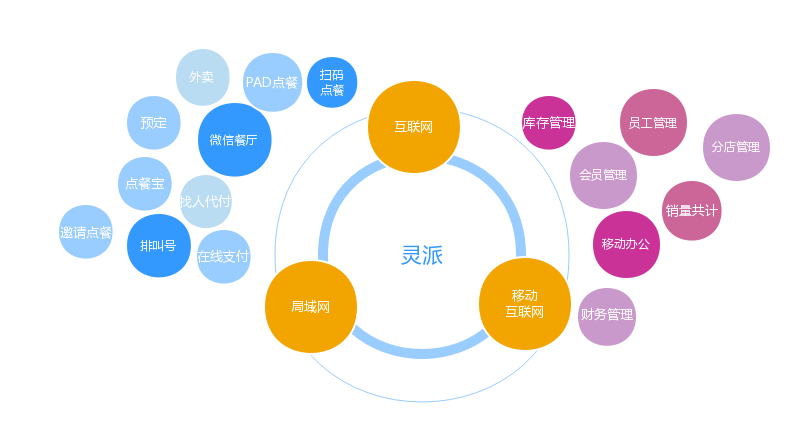 外卖
PAD点餐
扫码
点餐
预定
微信餐厅
点餐宝
找人代付
邀请点餐
排叫号
在线支付
互联网
灵派
局域网
移动
互联网
库存管理
员工管理
分店管理
会员管理
销量共计
移动办公
财务管理